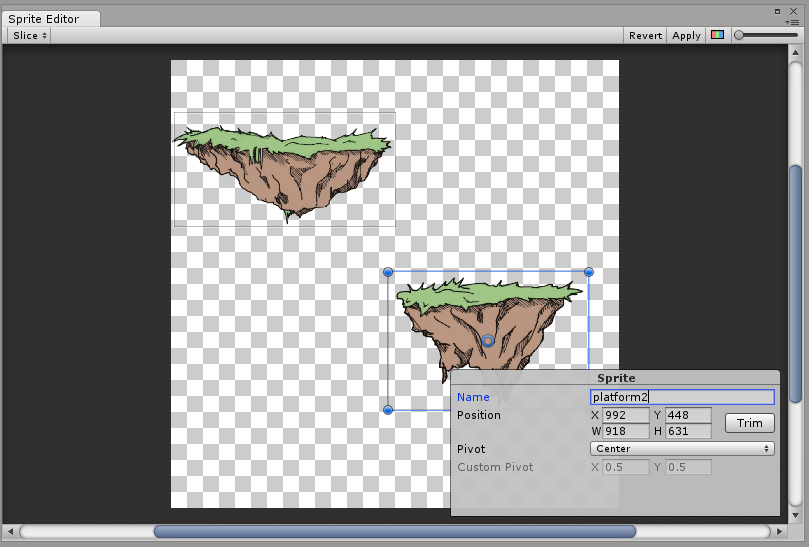 Sprite Editor
Slice Revert Apply
Sprite
Name platform2
Position X 992 Y 448
W 918 H 631
Trim
Pivot Center
Custom Pivot X 0.5 Y 0.5